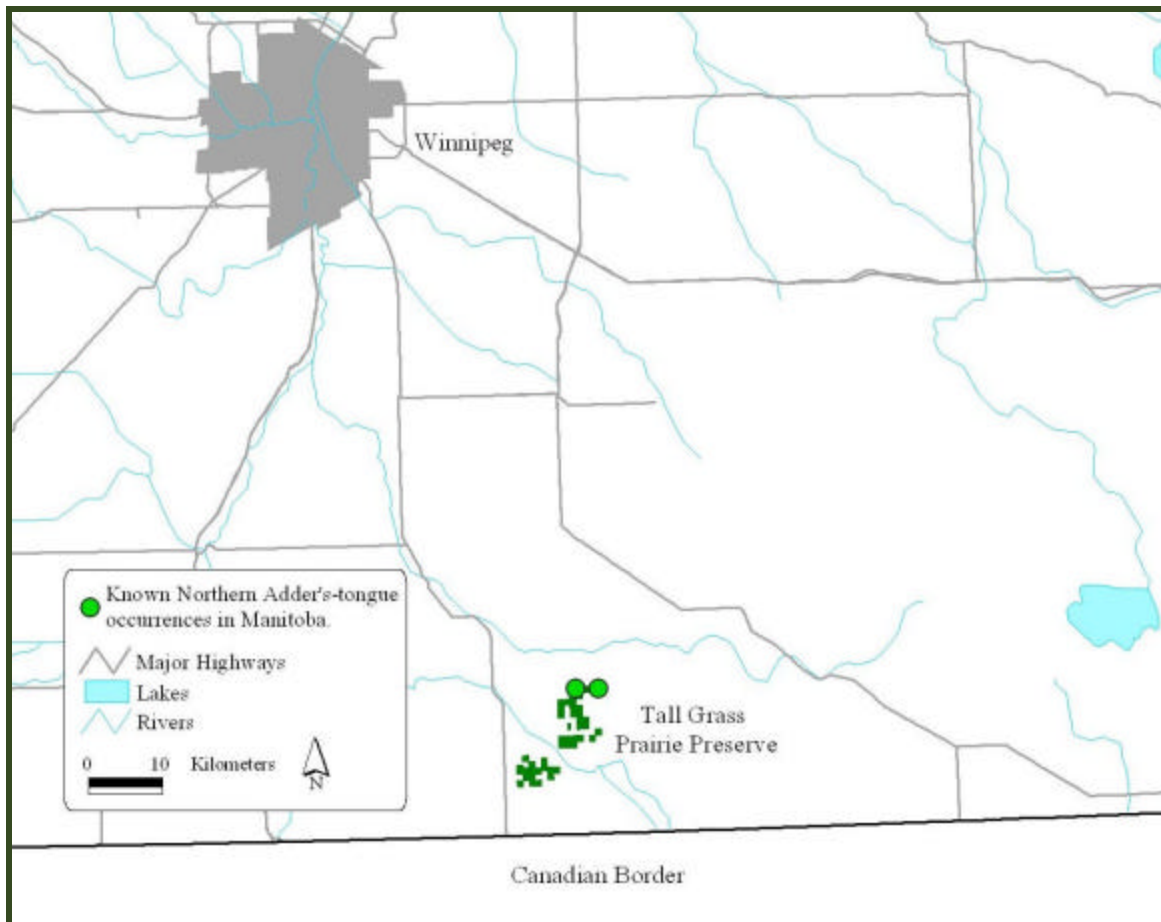 Winnipeg
Known Northern Adder's-tongue
occurrences in Manitoba.
Major Highways
Lakes
Rivers
0 10 Kilometers
N
Tall Grass
Prairie Preserve
Canadian Border